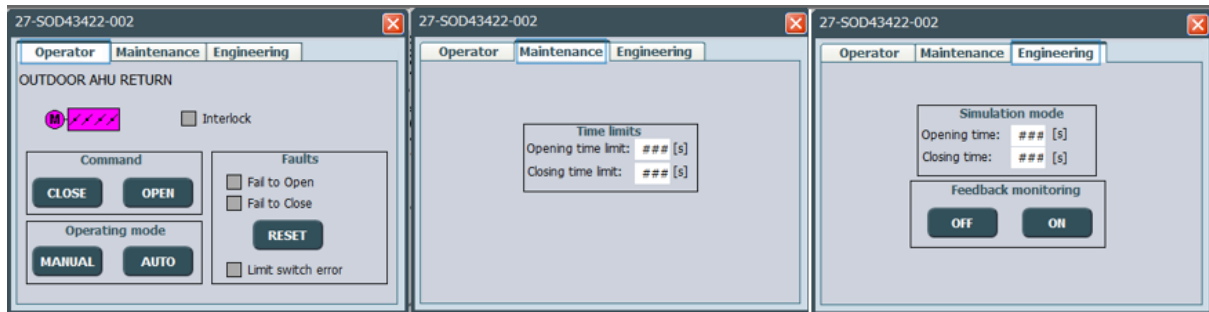 27-SOD43422-002
Operator Maintenance Engineering
OUTDOOR AHU RETURN
M
Interlock
Command
CLOSE OPEN
Operating mode
MANUAL AUTO
Faults
Fail to Open
Fail to Close
RESET
Limit switch error
27-SOD43422-002
Operator Maintenance Engineering
Time limits
Opening time limit: ### [s]
Closing time limit: ### [s]
27-SOD43422-002
Operator Maintenance Engineering
Simulation mode
Opening time: ### [s]
Closing time: ### [s]
Feedback monitoring
OFF ON